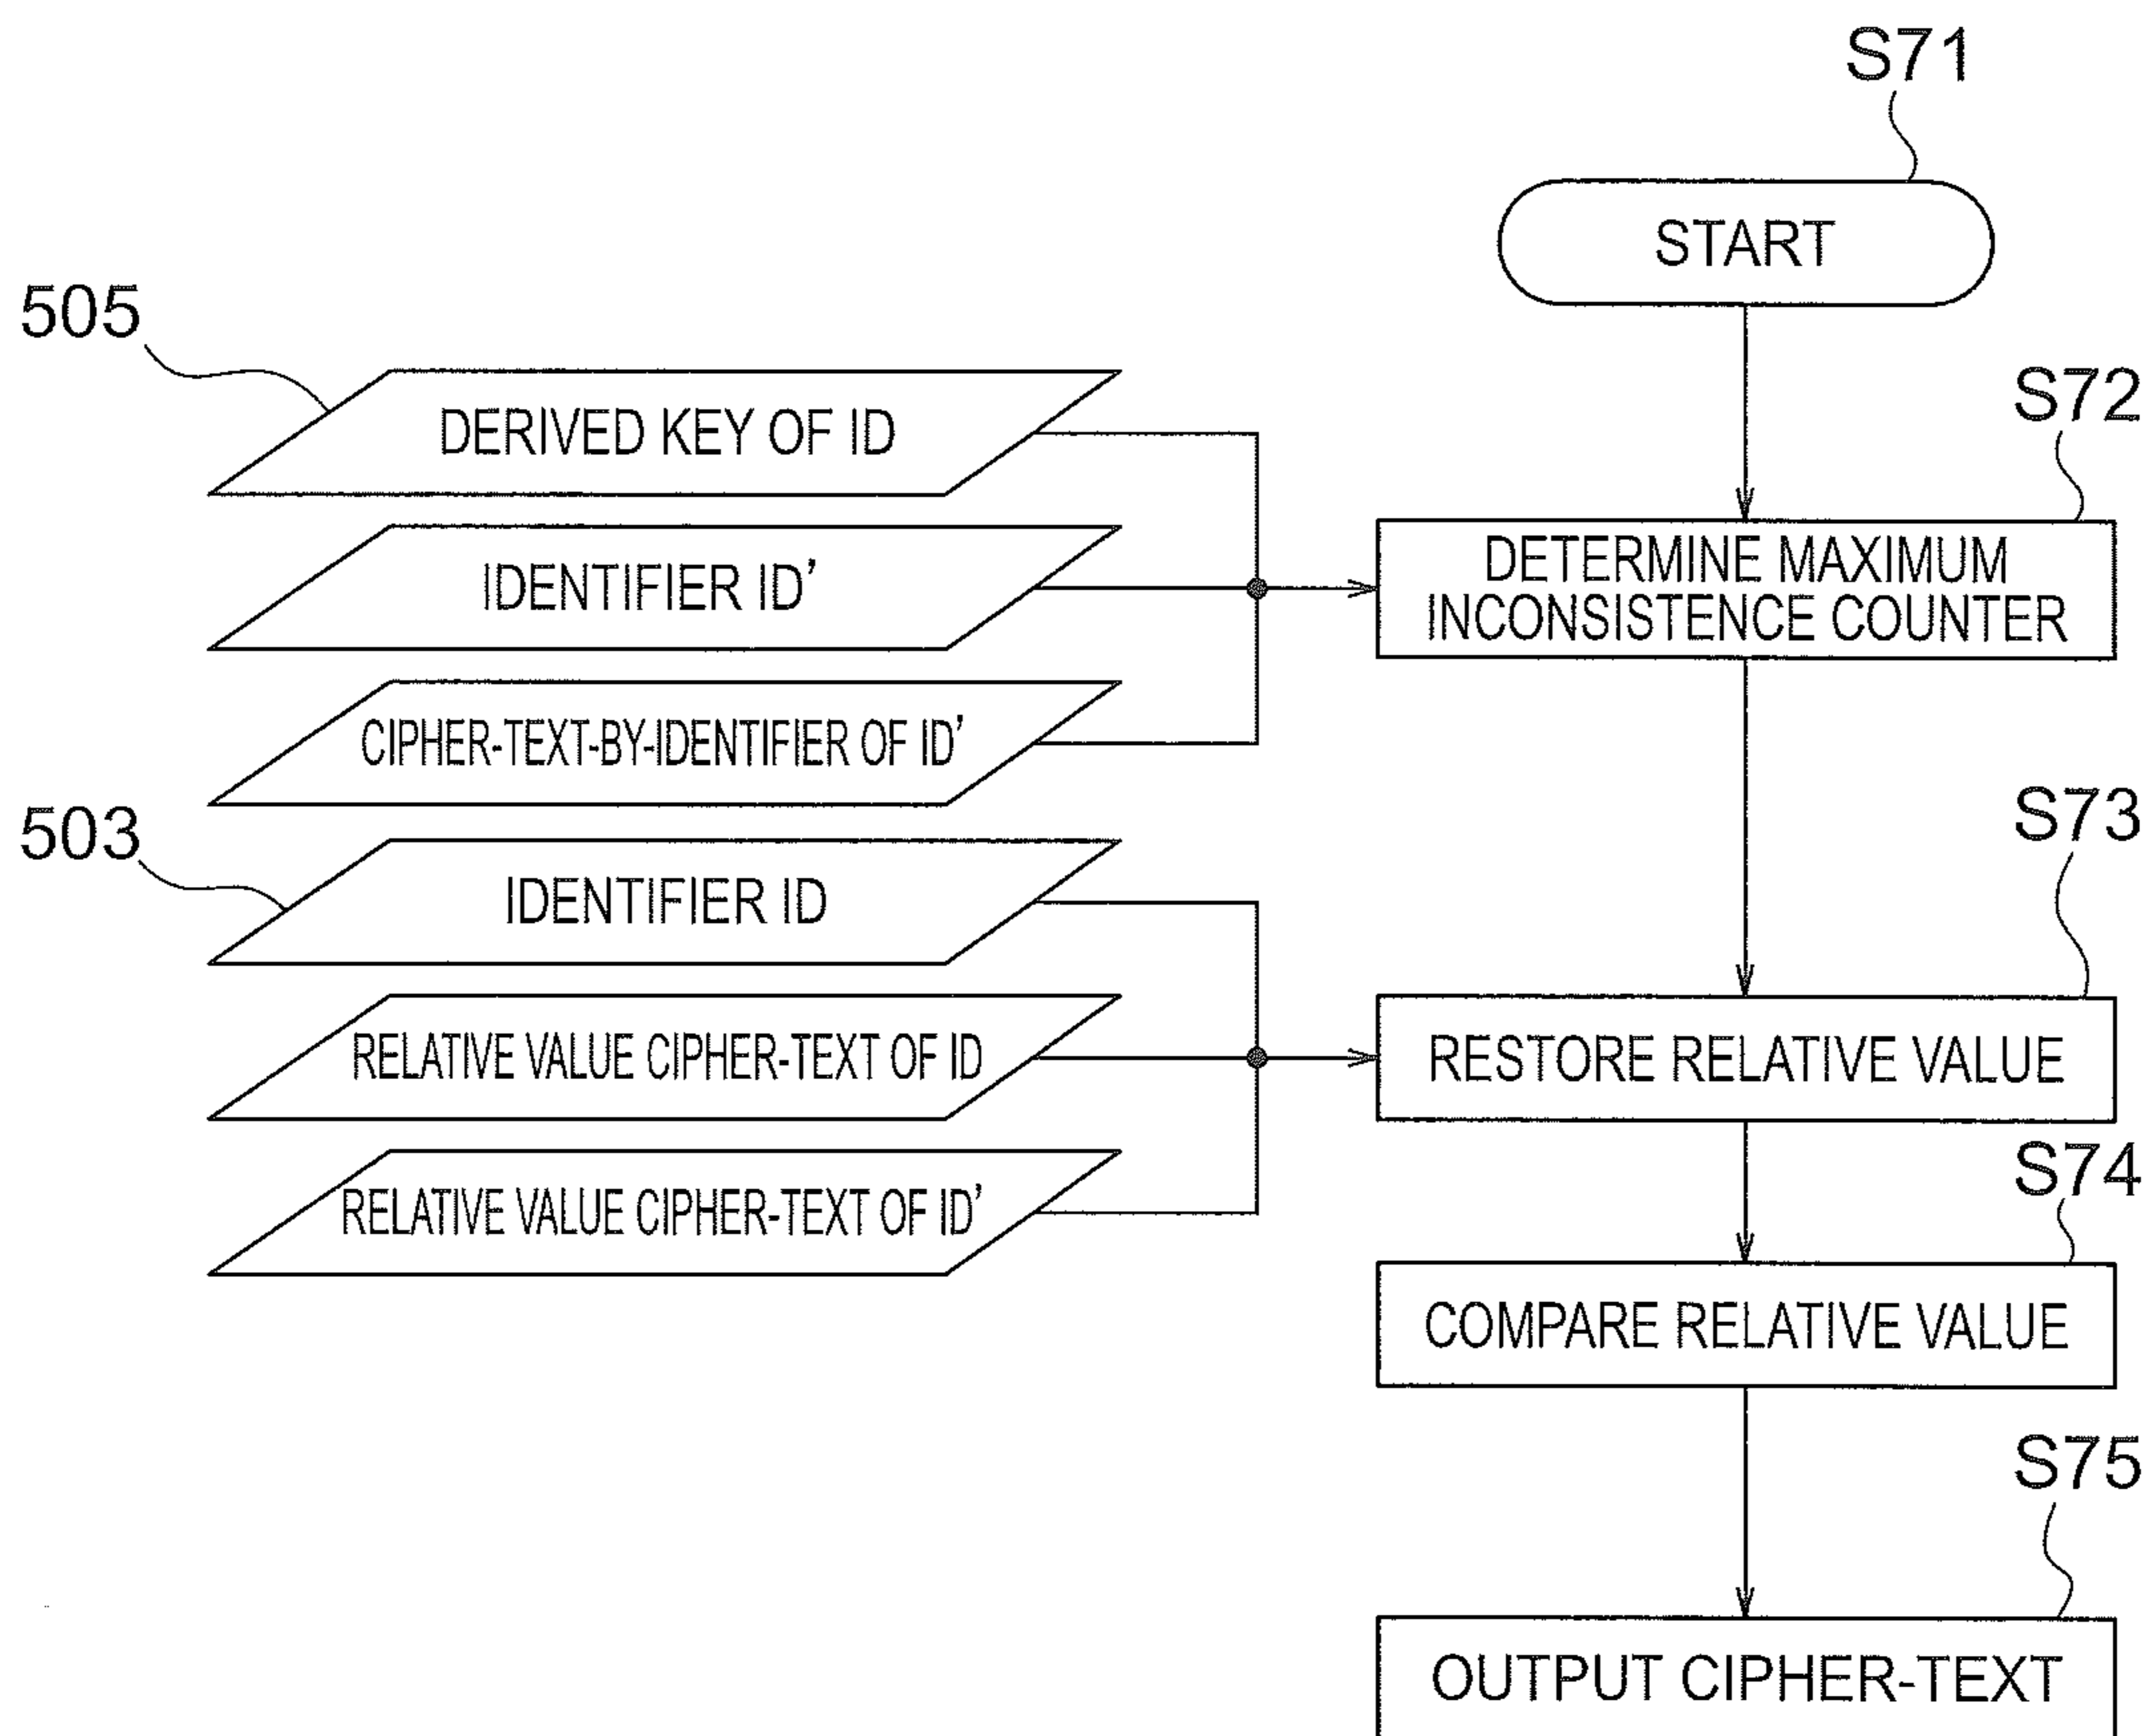 S71
START
505
S72
DERIVED KEY OF ID
DETERMINE MAXIMUM
INCONSISTENCE COUNTER
IDENTIFIER ID'
CIPHER-TEXT-BY-IDENTIFIER OF ID'
503
S73
IDENTIFIER ID
RELATIVE VALUE CIPHER-TEXT OF ID
RESTORE RELATIVE VALUE
S74
RELATIVE VALUE CIPHER-TEXT OF ID'
COMPARE RELATIVE VALUE
S75
OUTPUT CIPHER-TEXT